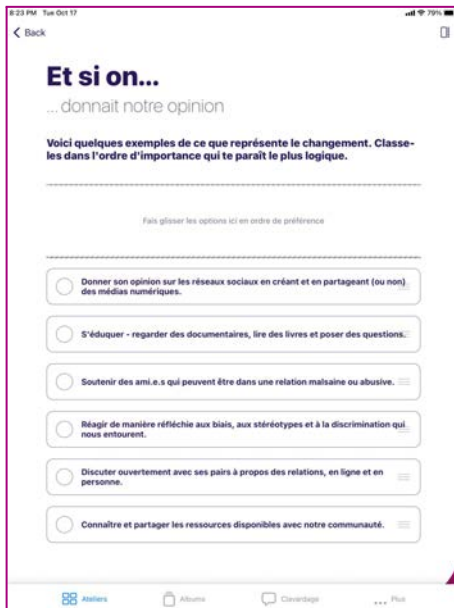 8:23 PM Tue Oct 17
79%
Back
Et si on...
... donnait notre opinion
Voici quelques exemples de ce que représente le changement. Classe-
les dans l'ordre d'importance qui te paraît le plus logique.
Fais glisser les options ici en ordre de préférence
Donner son opinion sur les réseaux sociaux en créant et en partageant (ou non)
des médias numériques.
S'éduquer - regarder des documentaires, lire des livres et poser des questions.
Soutenir des ami.e.s qui peuvent être dans une relation malsaine ou abusive.
Réagir de manière réfléchie aux biais, aux stéréotypes et à la discrimination qui
nous entourent.
Discuter ouvertement avec ses pairs à propos des relations, en ligne et en
personne.
Connaître et partager les ressources disponibles avec notre communauté.
Ateliers Albums Clavardage Plus